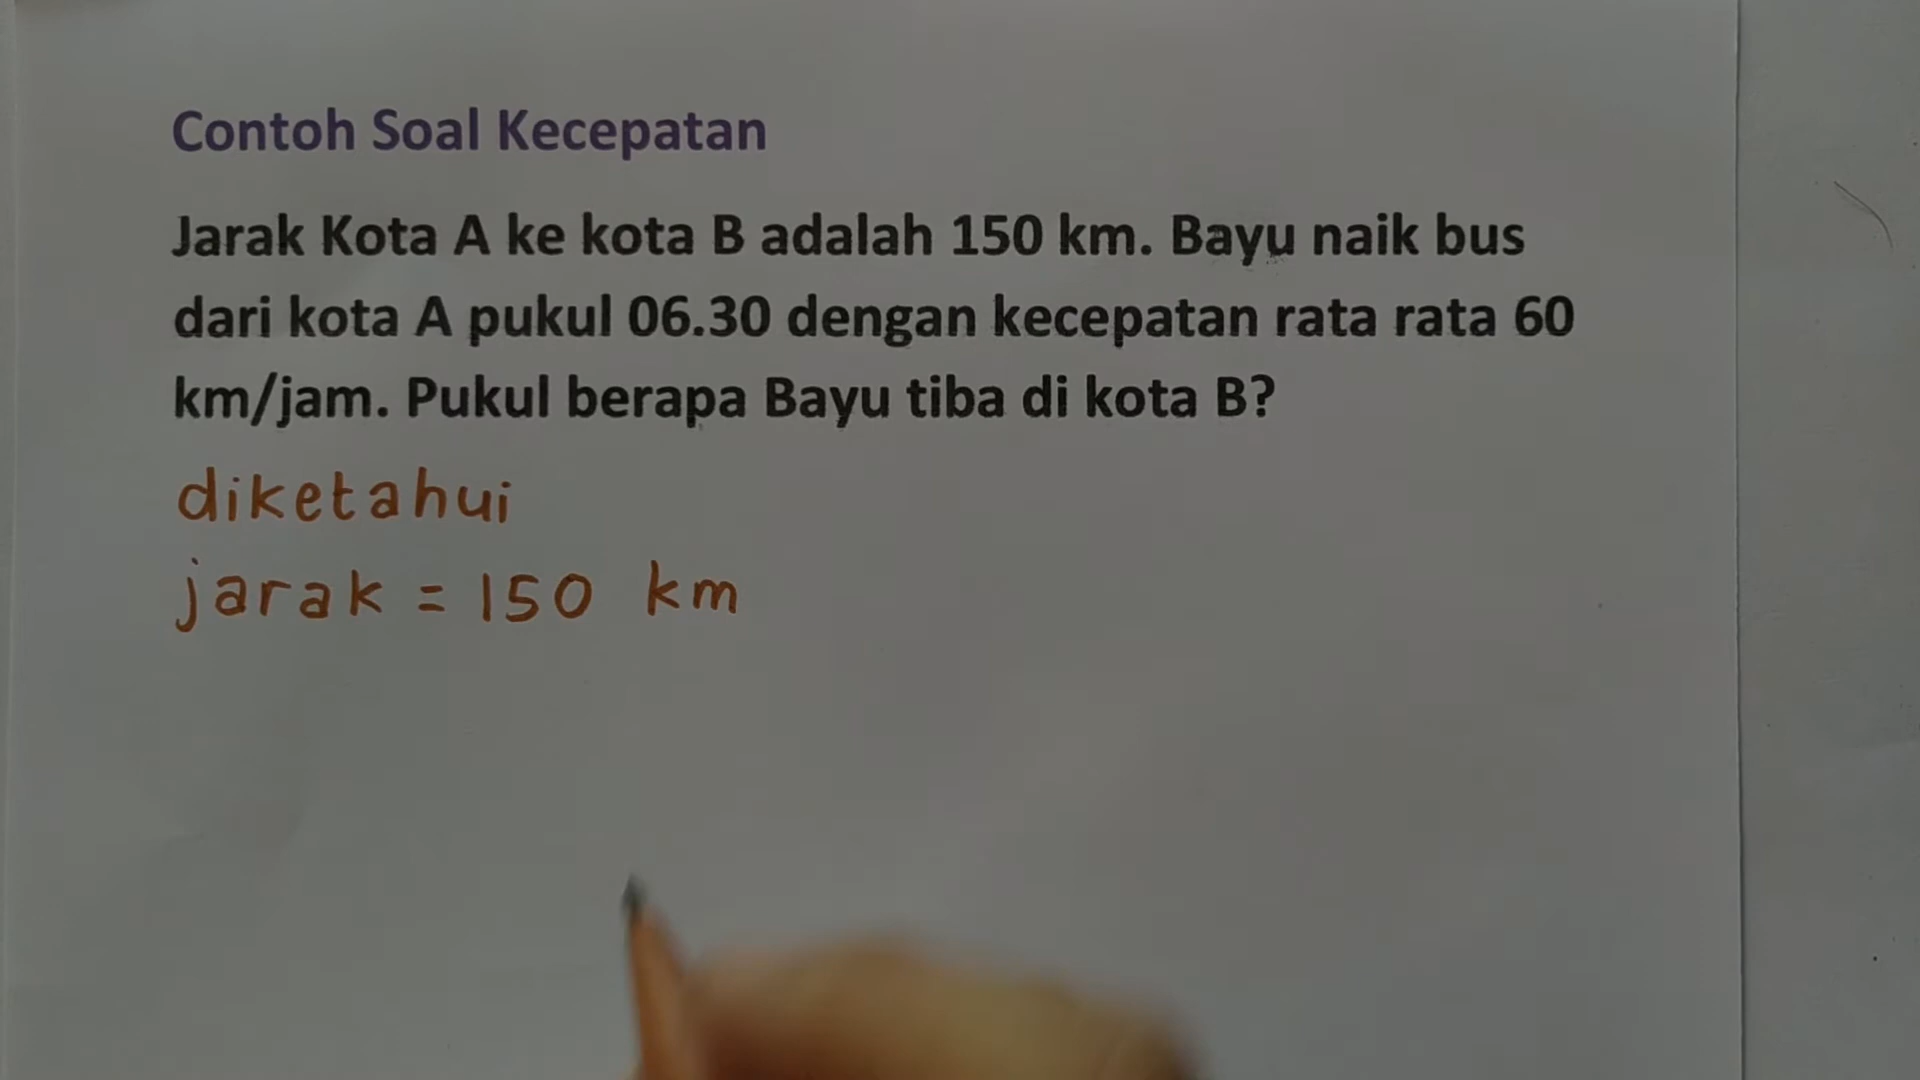 Contoh Soal Kecepatan
Jarak Kota A ke kota B adalah 150 km. Bayu naik bus
dari kota A pukul 06.30 dengan kecepatan rata rata 60
km/jam. Pukul berapa Bayu tiba di kota B?
diketahui
jarak = 150 km